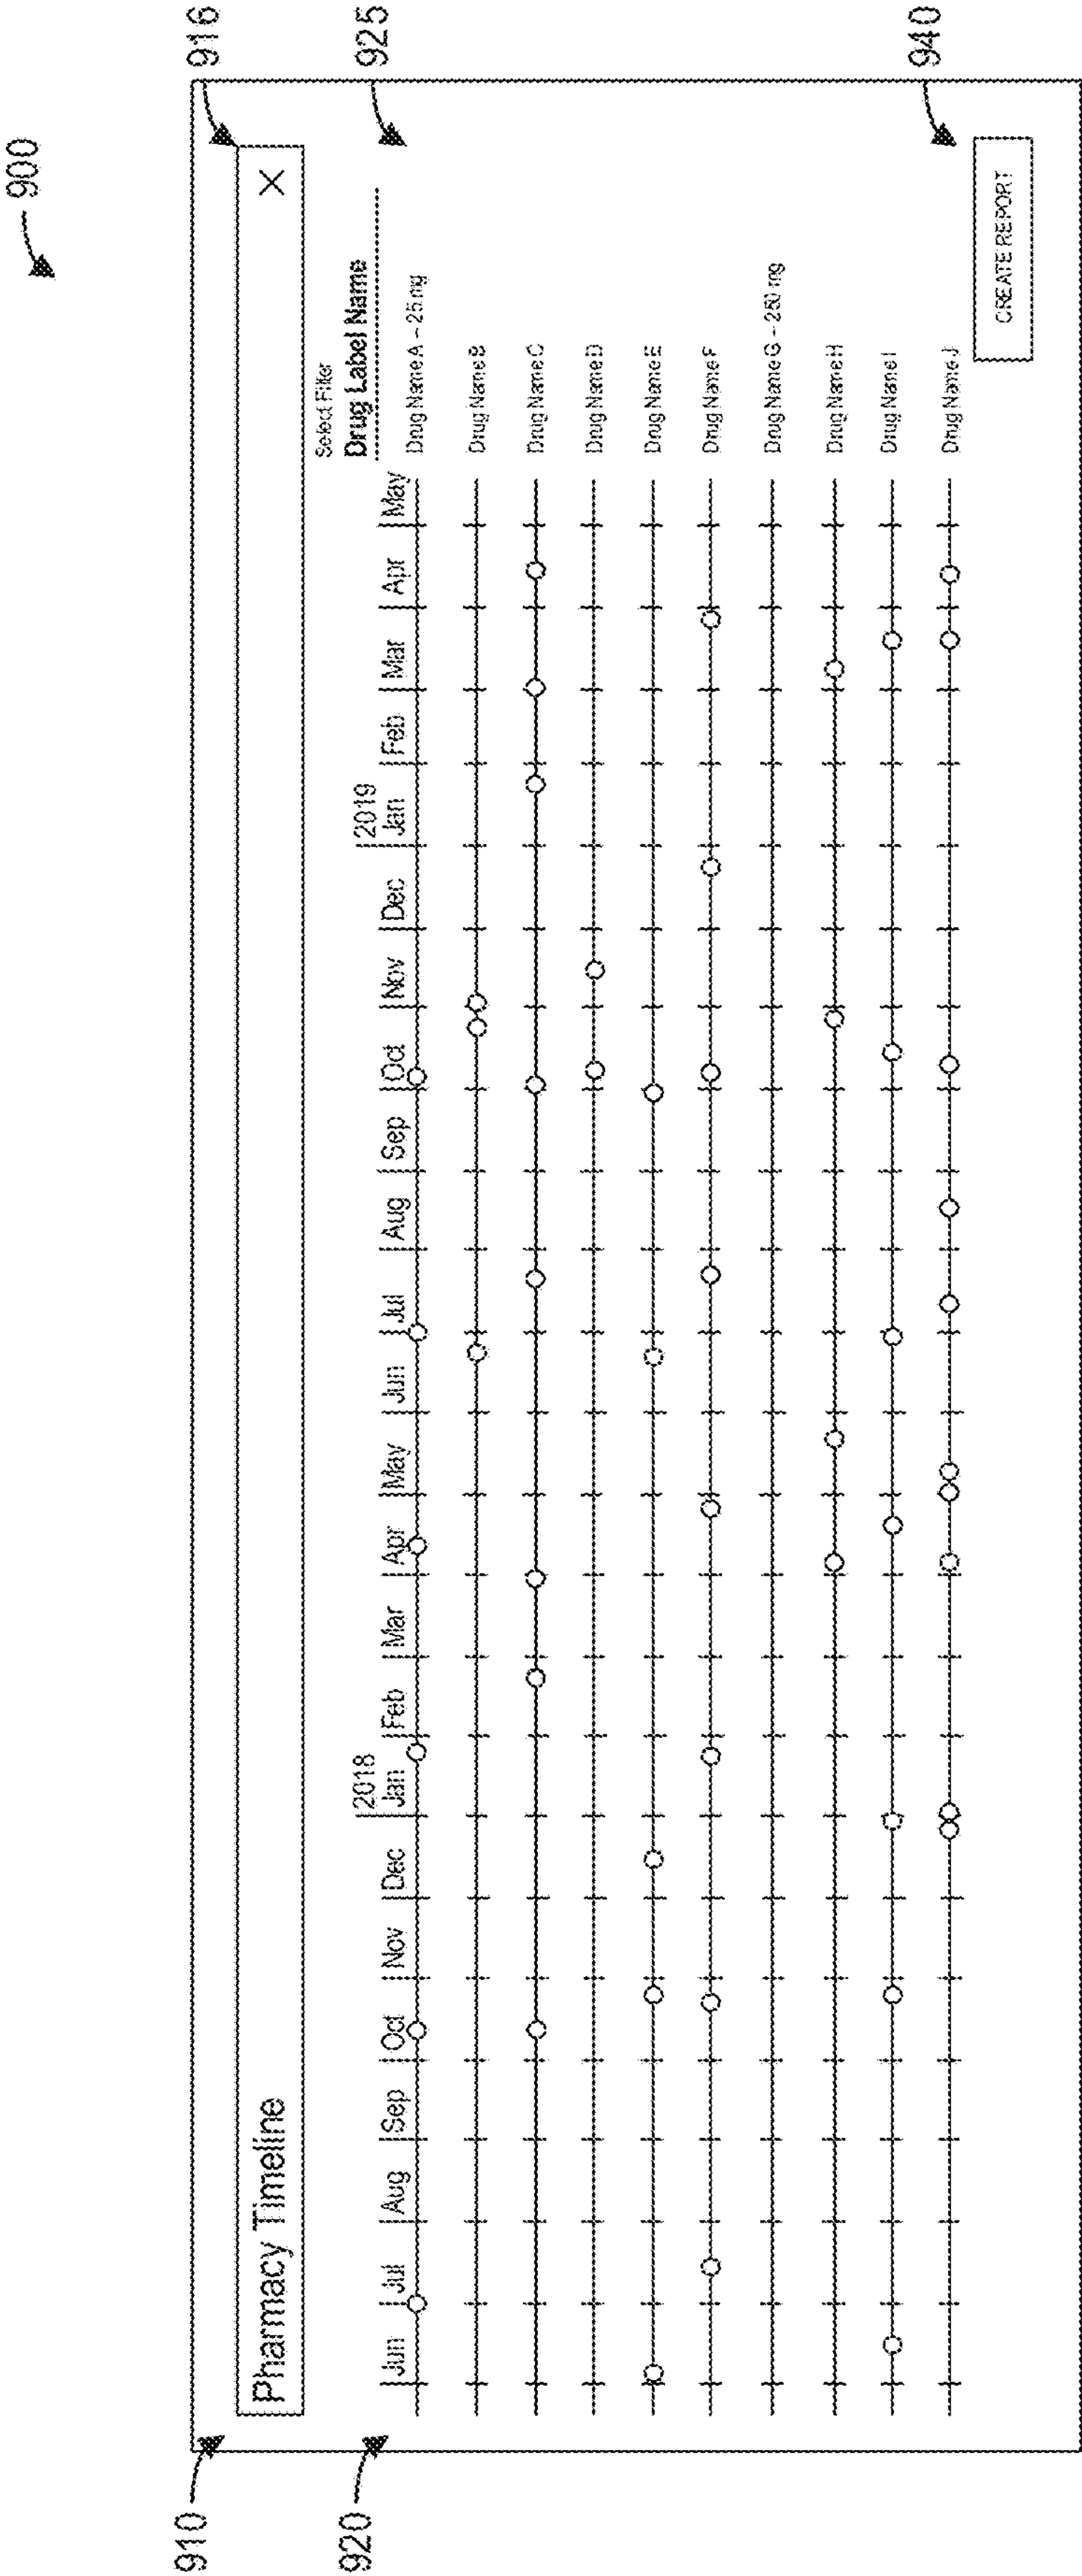 900
910
916
Pharmacy Timeline
X
920
925
Select Filter
Drug Label Name
2018
2019
Jun Jul Aug Sep Oct Nov Dec Jan Feb Mar Apr May Jun Jul Aug Sep Oct Nov Dec Jan Feb Mar Apr May
Drug Name A - 25 mg
Drug Name B
Drug Name C
Drug Name D
Drug Name E
Drug Name F
Drug Name G - 250 mg
Drug Name H
Drug Name I
Drug Name J
940
CREATE REPORT